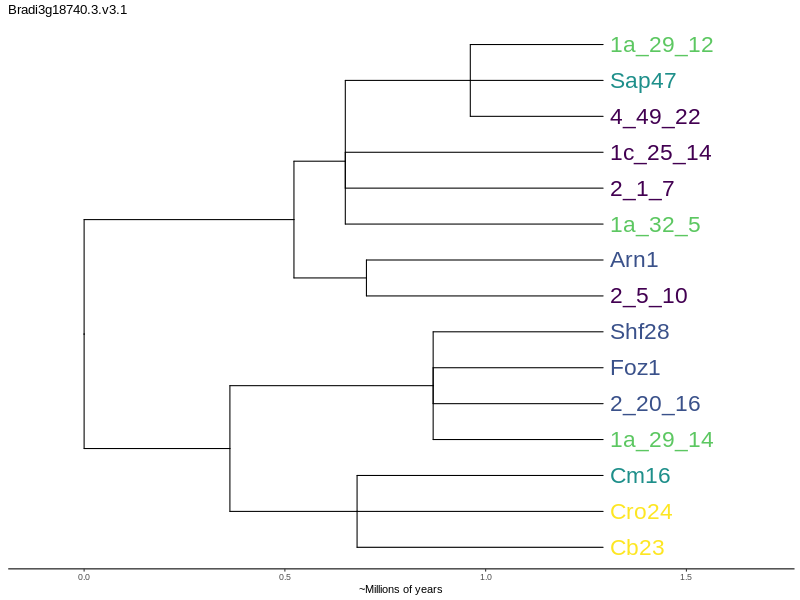 Bradi3g18740.3.v3.1
1a_29_12
Sap47
4_49_22
1c_25_14
2_1_7
1a_32_5
Arn1
2_5_10
Shf28
Foz1
2_20_16
1a_29_14
Cm16
Cro24
Cb23
0.0 0.5 1.0 1.5
~Millions of years